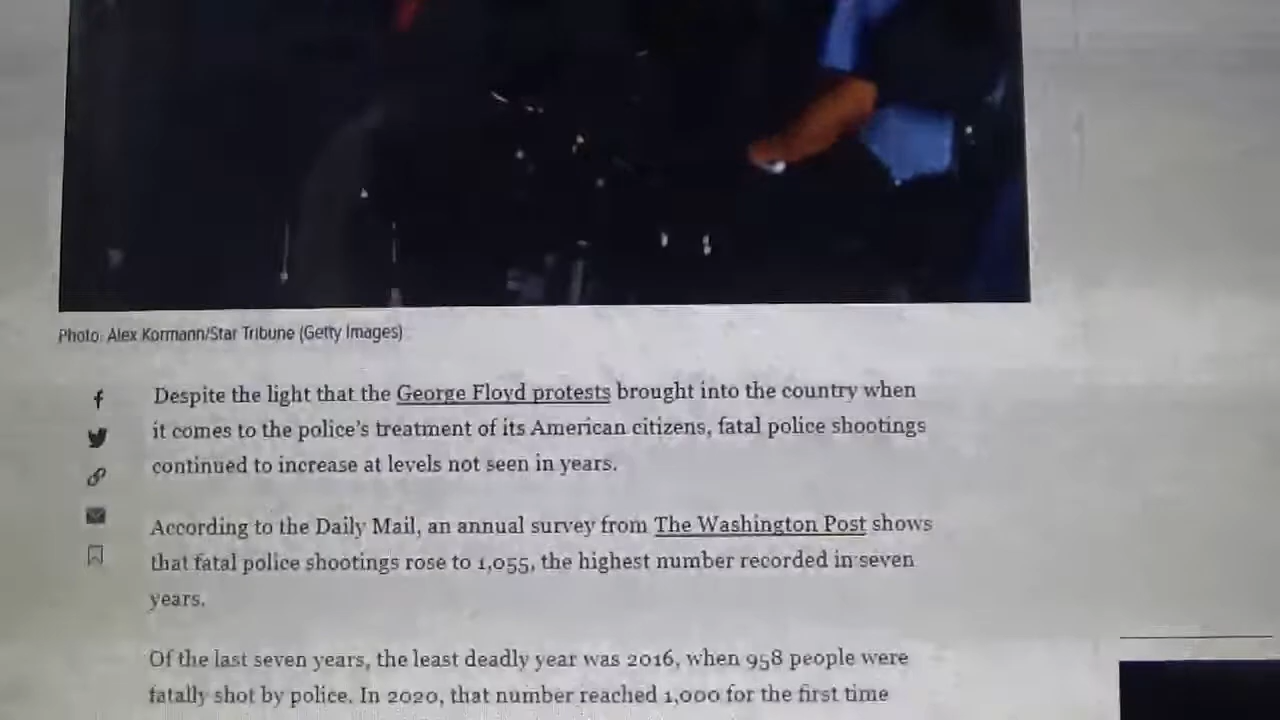 Photo: Alex Kormann/Star Tribune (Getty Images)
Despite the light that the George Floyd protests brought into the country when
it comes to the police’s treatment of its American citizens, fatal police shootings
continued to increase at levels not seen in years.
According to the Daily Mail, an annual survey from The Washington Post shows
that fatal police shootings rose to 1,055, the highest number recorded in seven
years.
Of the last seven years, the least deadly year was 2016, when 958 people were
fatally shot by police. In 2020, that number reached 1,000 for the first time